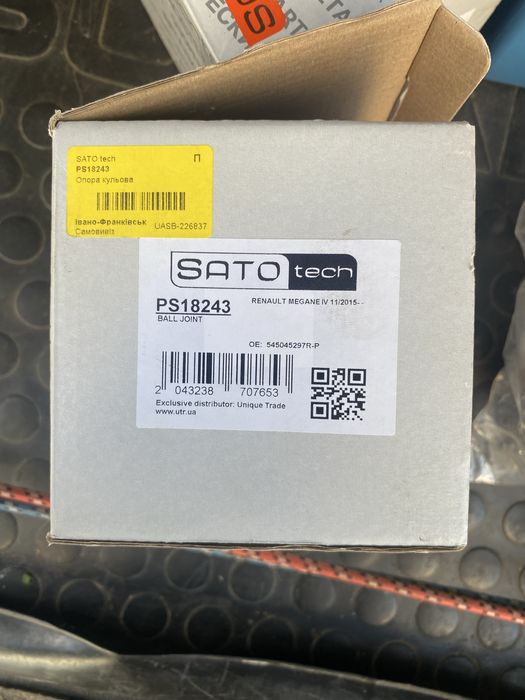 SATO tech П
PS18243
Опора кульова
Івано-Франківськ
Самовивіз
UASB-226837
SATO tech
PS18243
RENAULT MEGANE IV 11/2015- -
BALL JOINT
OE: 545045297R-P
2 043238 707653
Exclusive distributor: Unique Trade
www.utr.ua